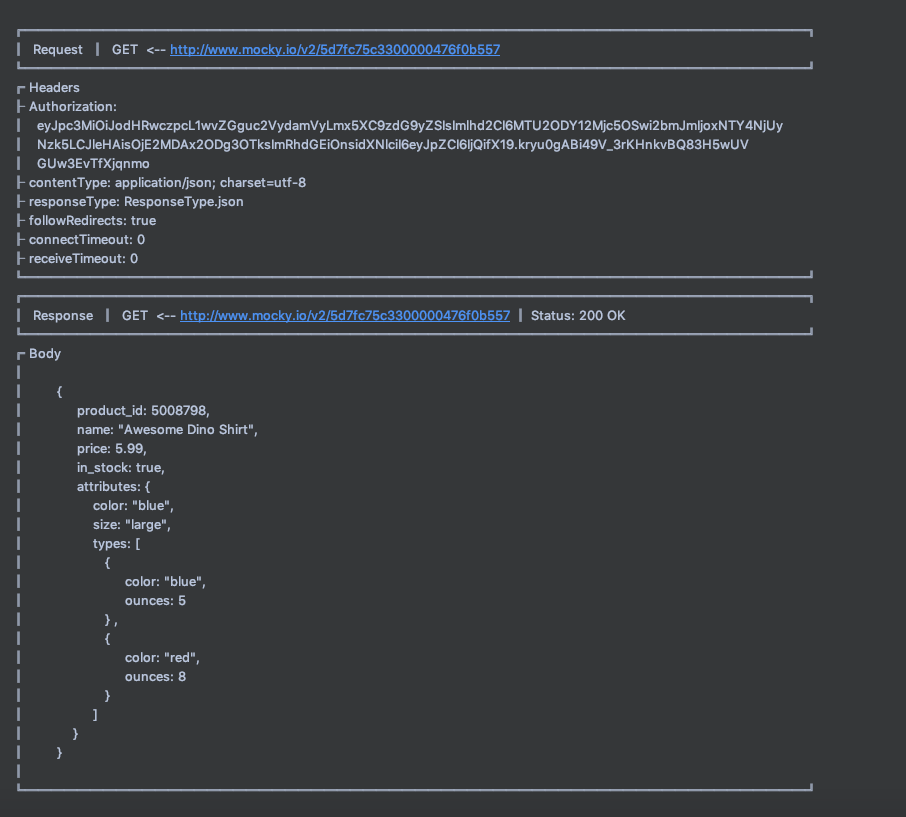 Request | GET <-- http://www.mocky.io/v2/5d7fc75c3300000476f0b557
Headers
Authorization:
eyJpc3MiOiJodHRwczpcL1wvZGguc2VydamVyLmx5XC9zdG9yZSIsImlhd2Cl6MTU2ODY12Mjc5OSwi2bmJmIjoxNTY4NjUy
Nzk5LCJleHAisOjE2MDAx2ODg3OTksImRhdGEiOnsidXNlcil6eyJpZCI6IjQifX19.kryu0gABi49V_3rKHnkvBQ83H5wUV
GUw3EvTfXjqnmo
contentType: application/json; charset=utf-8
responseType: ResponseType.json
followRedirects: true
connectTimeout: 0
receiveTimeout: 0
Response | GET <-- http://www.mocky.io/v2/5d7fc75c3300000476f0b557 | Status: 200 OK
Body
{
product_id: 5008798,
name: "Awesome Dino Shirt",
price: 5.99,
in_stock: true,
attributes: {
color: "blue",
size: "large",
types: [
{
color: "blue",
ounces: 5
} ,
{
color: "red",
ounces: 8
}
]
}
}